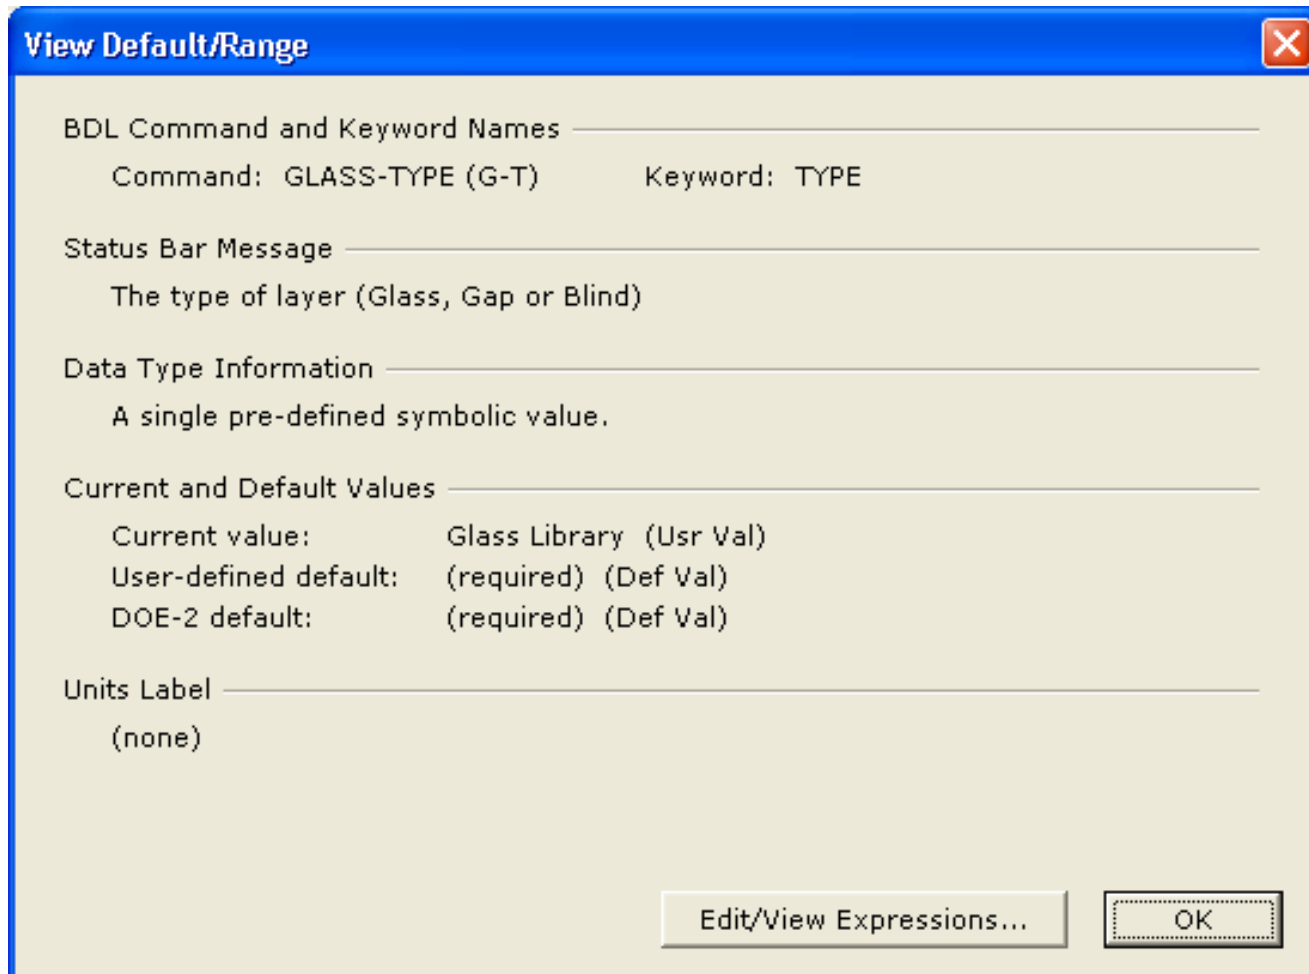 View Default/Range
BDL Command and Keyword Names
Command: GLASS-TYPE (G-T) Keyword: TYPE
Status Bar Message
The type of layer (Glass, Gap or Blind)
Data Type Information
A single pre-defined symbolic value.
Current and Default Values
Current value: Glass Library (Usr Val)
User-defined default: (required) (Def Val)
DOE-2 default: (required) (Def Val)
Units Label
(none)
Edit/View Expressions... OK